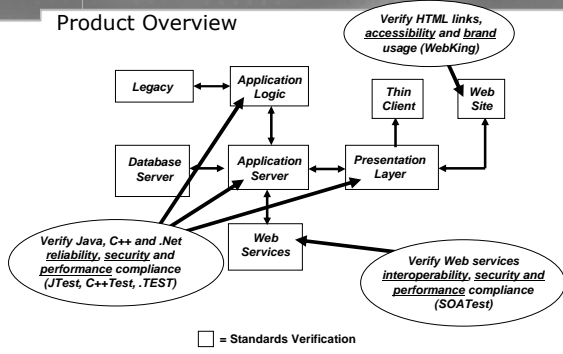 Product Overview
Verify HTML links,
accessibility and brand
usage (WebKing)
Legacy
Application
Logic
Thin
Client
Web
Site
Database
Server
Application
Server
Presentation
Layer
Verify Java, C++ and .Net
reliability, security and
performance compliance
(JTest, C++Test, .TEST)
Web
Services
Verify Web services
interoperability, security and
performance compliance
(SOATest)
= Standards Verification